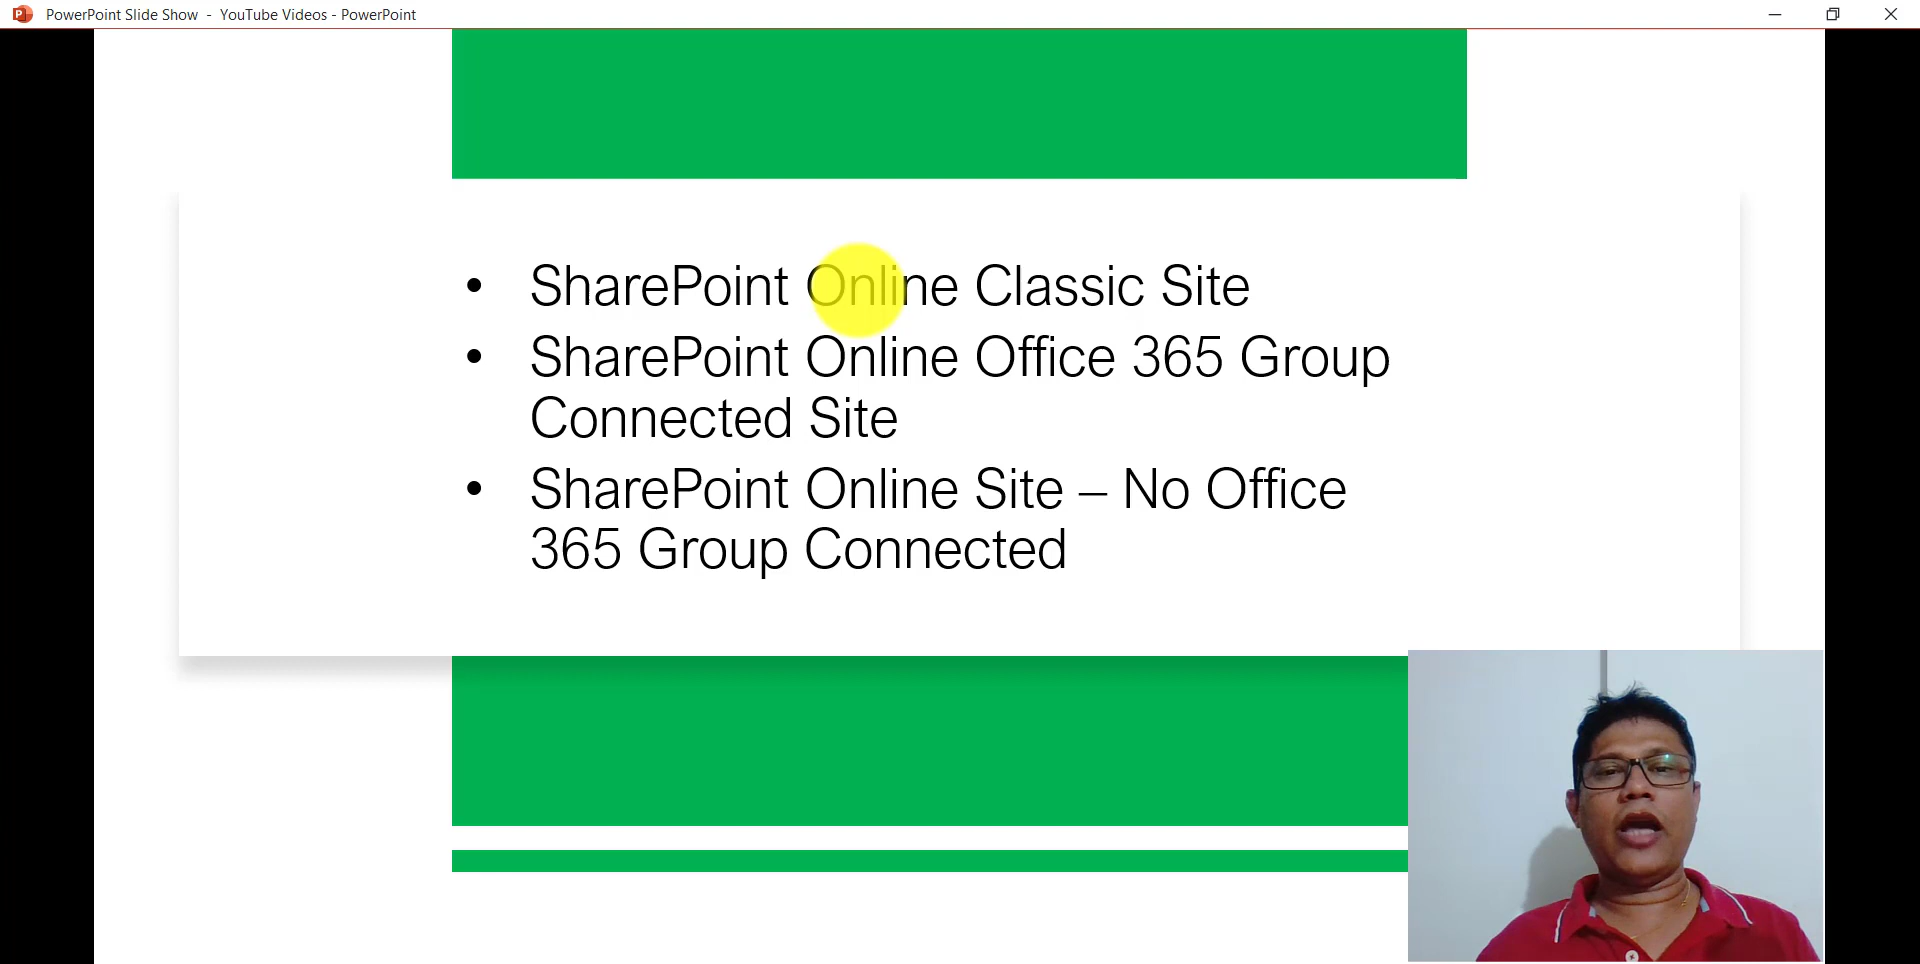 PowerPoint Slide Show - YouTube Videos - PowerPoint
• SharePoint Online Classic Site
• SharePoint Online Office 365 Group
Connected Site
• SharePoint Online Site – No Office
365 Group Connected